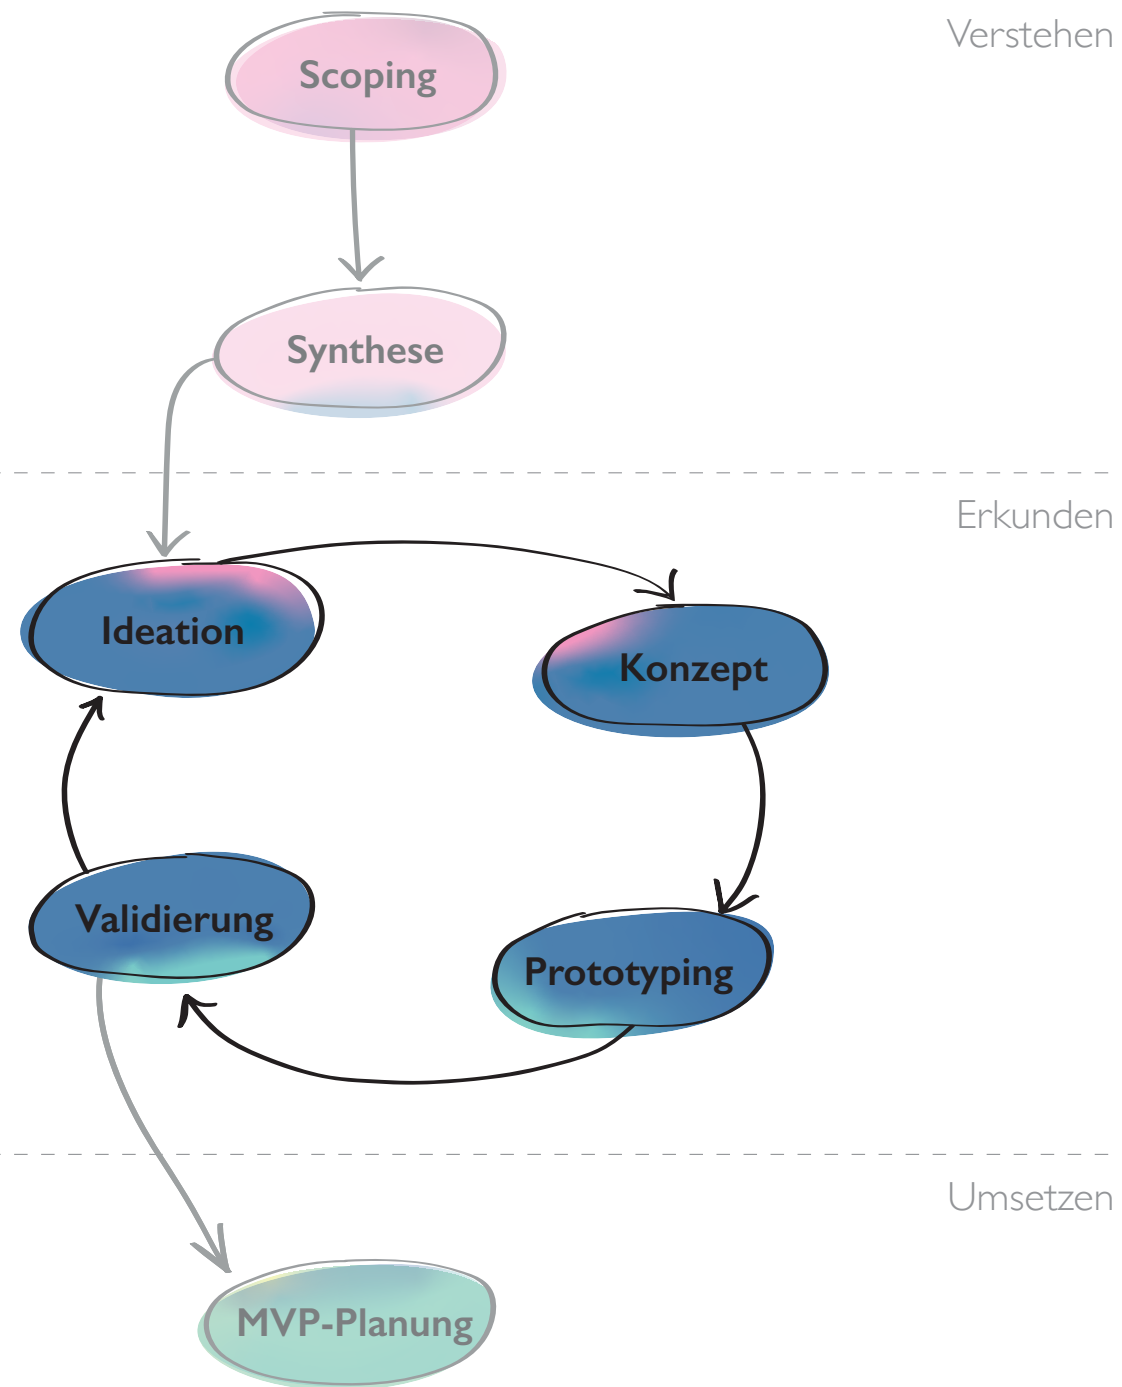 Verstehen
Scoping
Synthese
Erkunden
Ideation
Konzept
Validierung
Prototyping
Umsetzen
MVP-Planung